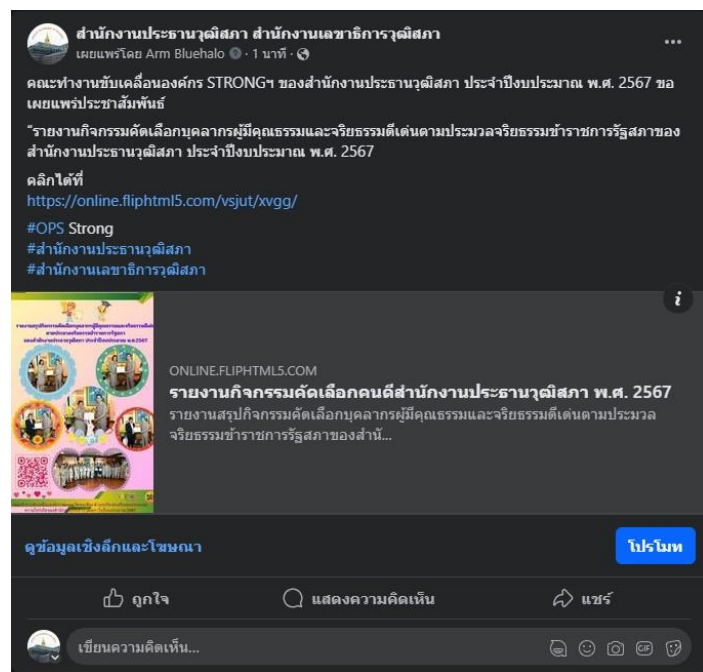 สำนักงานประธานวุฒิสภา สำนักงานเลขาธิการวุฒิสภา
เผยแพร่โดย Arm Bluehalo · 1 นาที ·
คณะทำงานขับเคลื่อนองค์กร STRONGฯ ของสำนักงานประธานวุฒิสภา ประจำปีงบประมาณ พ.ศ. 2567 ขอ
เผยแพร่ประชาสัมพันธ์
"รายงานกิจกรรมคัดเลือกบุคลากรผู้มีคุณธรรมและจริยธรรมดีเด่นตามประมวลจริยธรรมข้าราชการรัฐสภาของ
สำนักงานประธานวุฒิสภา ประจำปีงบประมาณ พ.ศ. 2567
คลิกได้ที่
https://online.fliphtml5.com/vsjut/xvgg/
#OPS Strong
#สำนักงานประธานวุฒิสภา
#สำนักงานเลขาธิการวุฒิสภา
ONLINE.FLIPHTML5.COM
รายงานกิจกรรมคัดเลือกคนดีสำนักงานประธานวุฒิสภา พ.ศ. 2567
รายงานสรุปกิจกรรมคัดเลือกบุคลากรผู้มีคุณธรรมและจริยธรรมดีเด่นตามประมวล
จริยธรรมข้าราชการรัฐสภาของสำนั...
ดูข้อมูลเชิงลึกและโฆษณา
โปรโมท
ถูกใจ
แสดงความคิดเห็น
แชร์
เขียนความคิดเห็น...
GIF